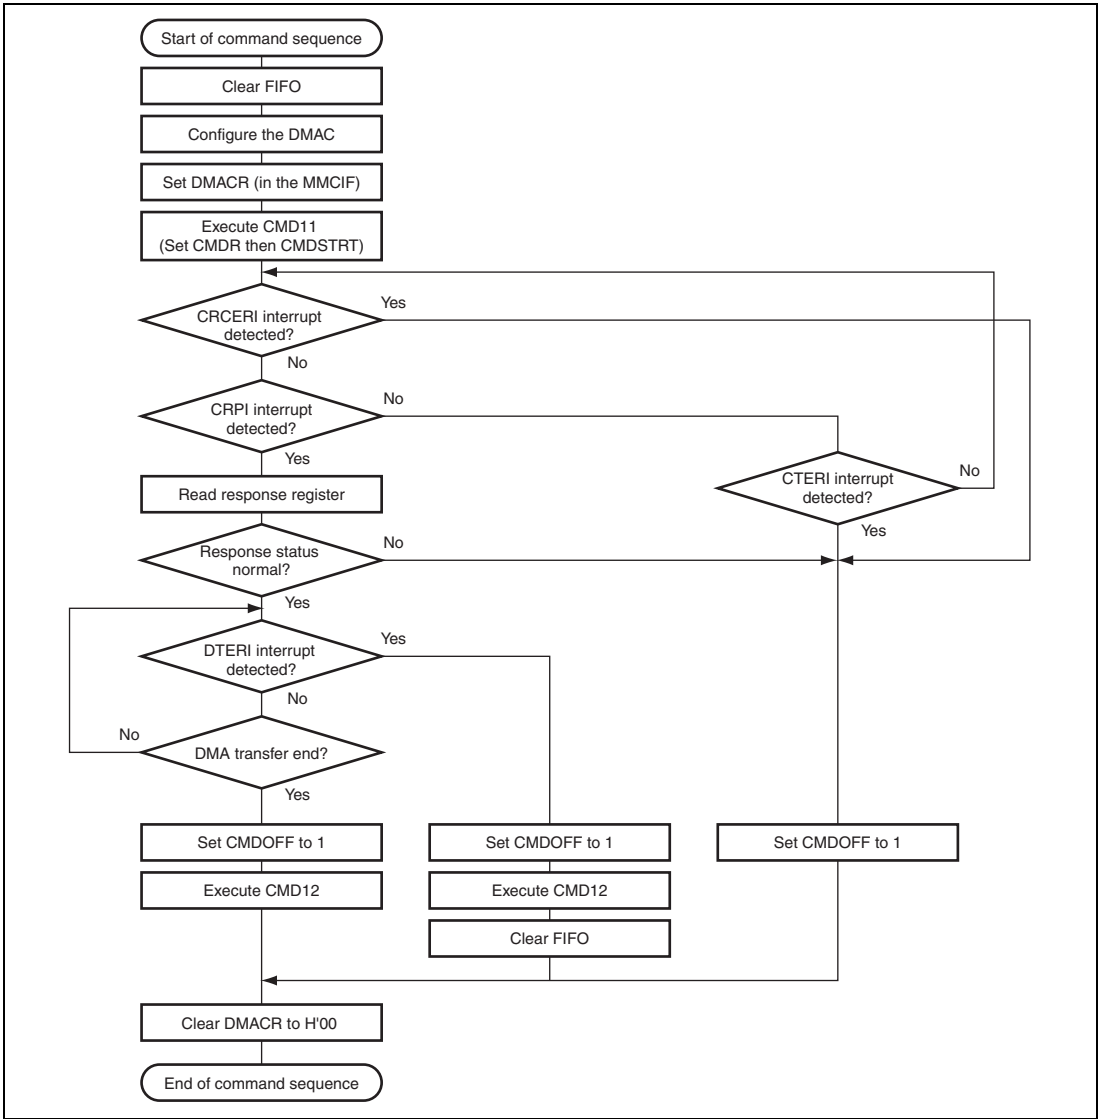 Start of command sequence
Clear FIFO
Configure the DMAC
Set DMACR (in the MMCIF)
Execute CMD11
(Set CMDR then CMDSTRT)
CRCERI interrupt
detected?
Yes
No
CRPI interrupt
detected?
No
Yes
CTERI interrupt
detected?
No
Yes
Read response register
Response status
normal?
No
Yes
DTERI interrupt
detected?
Yes
No
DMA transfer end?
No
Yes
Set CMDOFF to 1
Set CMDOFF to 1
Set CMDOFF to 1
Execute CMD12
Execute CMD12
Clear FIFO
Clear DMACR to H'00
End of command sequence